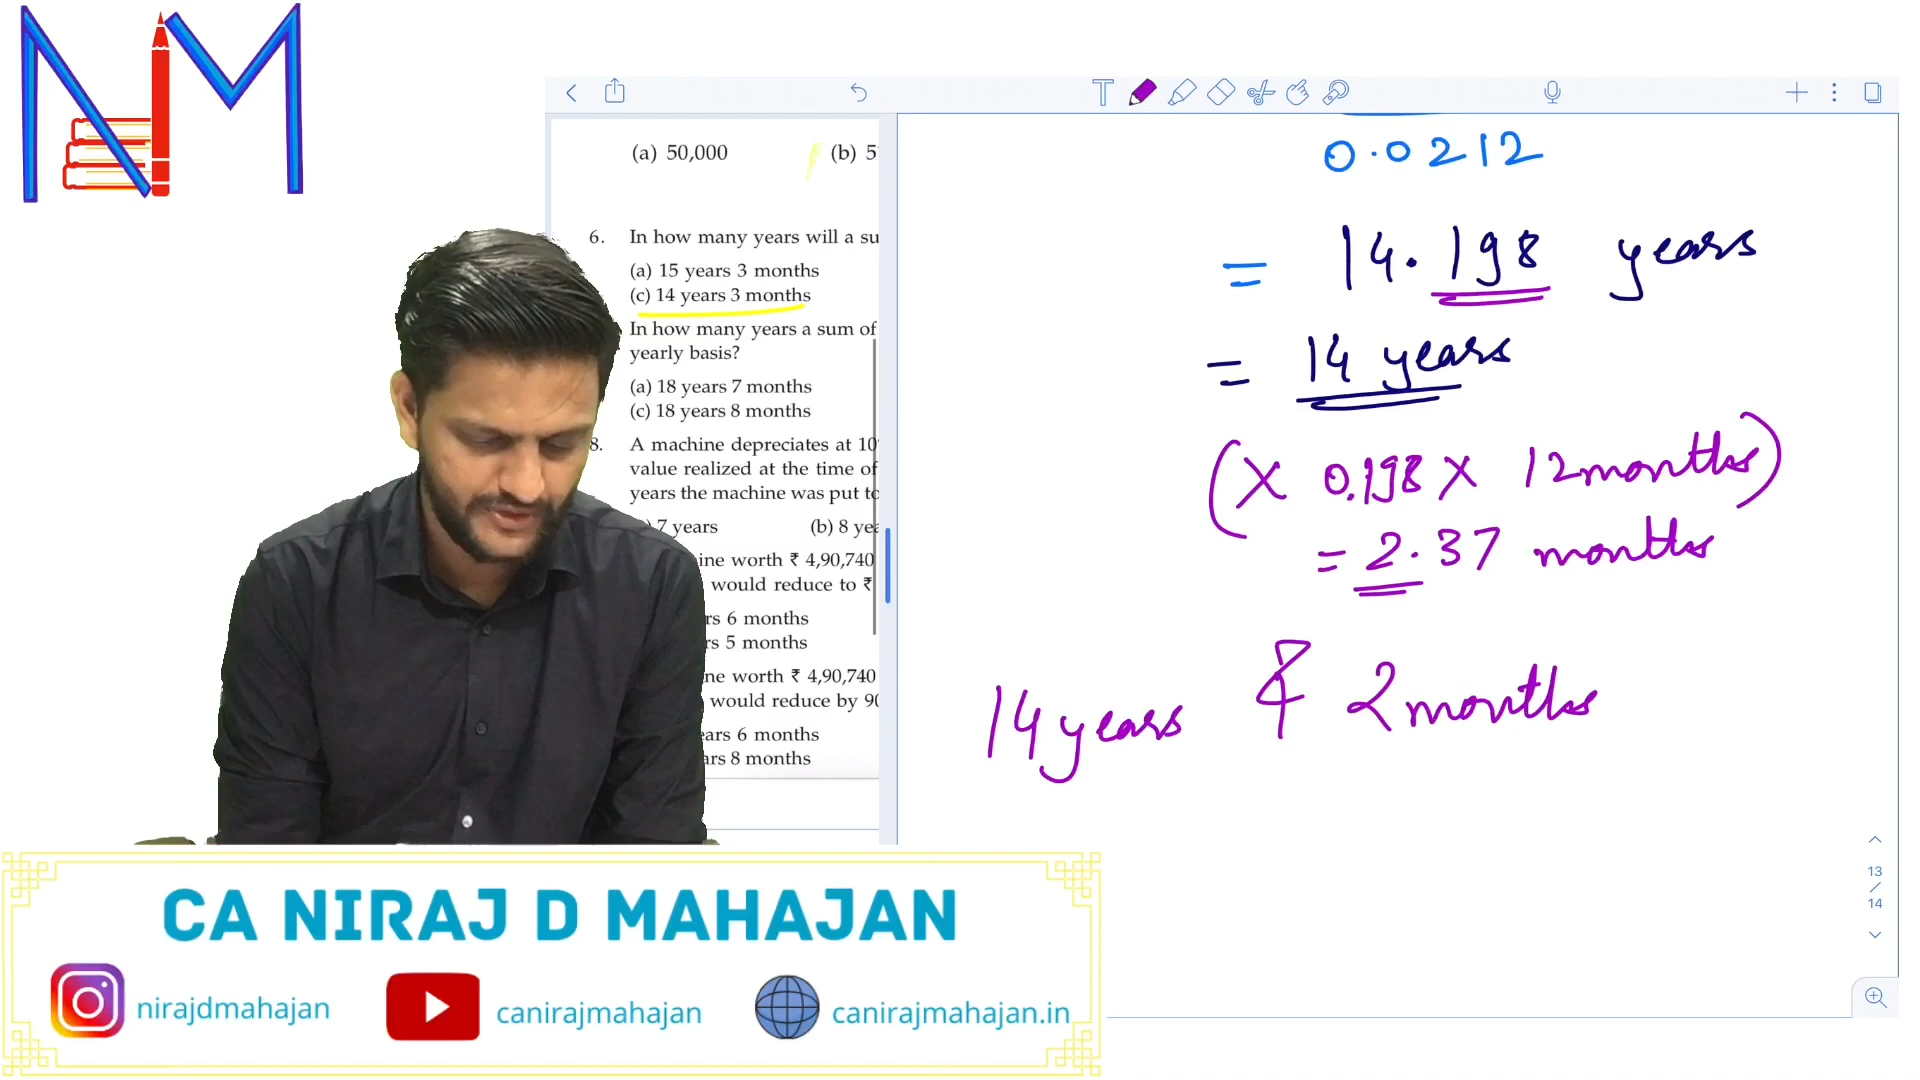 NM
(a) 50,000 (b) 5
6. In how many years will a su
(a) 15 years 3 months
(c) 14 years 3 months
In how many years a sum of
yearly basis?
(a) 18 years 7 months
(c) 18 years 8 months
8. A machine depreciates at 10
value realized at the time of
years the machine was put to
) 7 years (b) 8 yea
ine worth ₹ 4,90,740
would reduce to ₹
rs 6 months
rs 5 months
ne worth ₹ 4,90,740
would reduce by 90
ears 6 months
ars 8 months
0.0212
= 14.198 years
= 14 years
(× 0.198 × 12 months)
= 2.37 months
14 years & 2 months
13
/
14
CA NIRAJ D MAHAJAN
nirajdmahajan canirajmahajan canirajmahajan.in